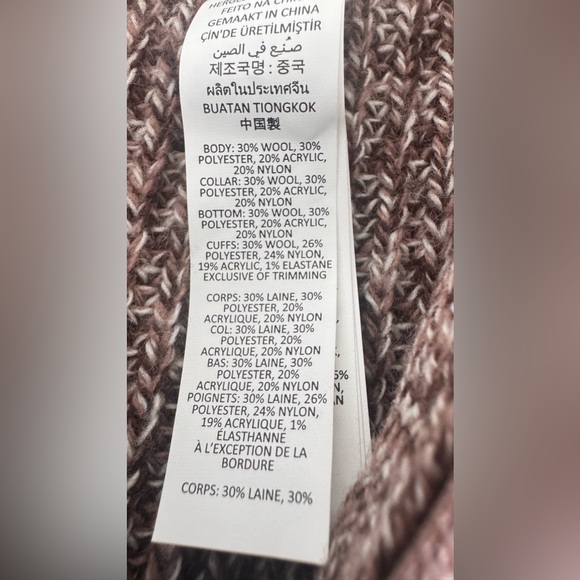 FEITO NA
GEMAAKT IN CHINA
ÇİN'DE ÜRETİLMİŞTİR
صُنِع في الصين
제조국명 : 중국
ผลิตในประเทศจีน
BUATAN TIONGKOK
中国製
BODY: 30% WOOL, 30%
POLYESTER, 20% ACRYLIC,
20% NYLON
COLLAR: 30% WOOL, 30%
POLYESTER, 20% ACRYLIC,
20% NYLON
BOTTOM: 30% WOOL, 30%
POLYESTER, 20% ACRYLIC,
20% NYLON
CUFFS: 30% WOOL, 26%
POLYESTER, 24% NYLON,
19% ACRYLIC, 1% ELASTANE
EXCLUSIVE OF TRIMMING
CORPS: 30% LAINE, 30%
POLYESTER, 20%
ACRYLIQUE, 20% NYLON
COL: 30% LAINE, 30%
POLYESTER, 20%
ACRYLIQUE, 20% NYLON
BAS: 30% LAINE, 30%
POLYESTER, 20%
ACRYLIQUE, 20% NYLON
POIGNETS: 30% LAINE, 26%
POLYESTER, 24% NYLON,
19% ACRYLIQUE, 1%
ÉLASTHANNE
À L'EXCEPTION DE LA
BORDURE
CORPS: 30% LAINE, 30%